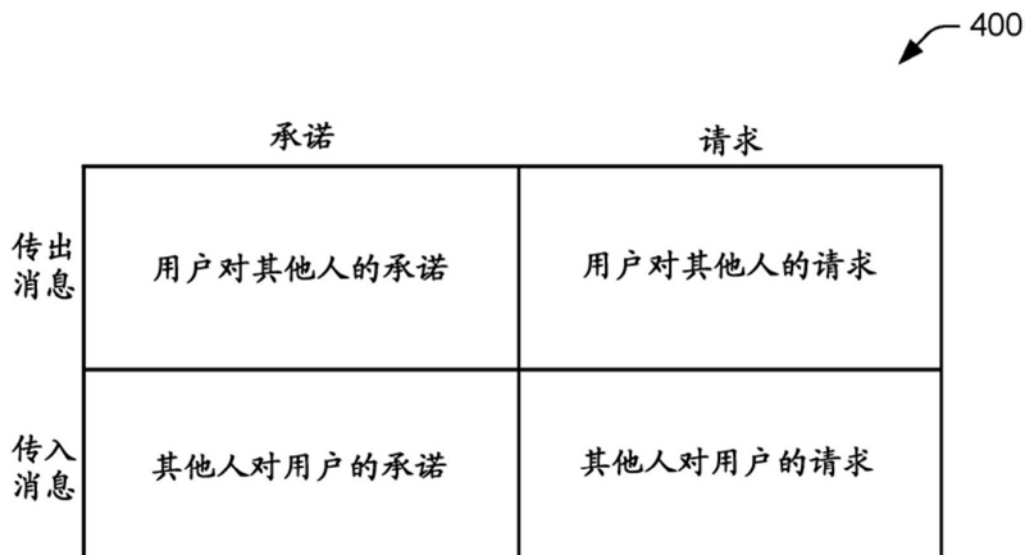 400
承诺
请求
传出
消息
用户对其他人的承诺
用户对其他人的请求
传入
消息
其他人对用户的承诺
其他人对用户的请求